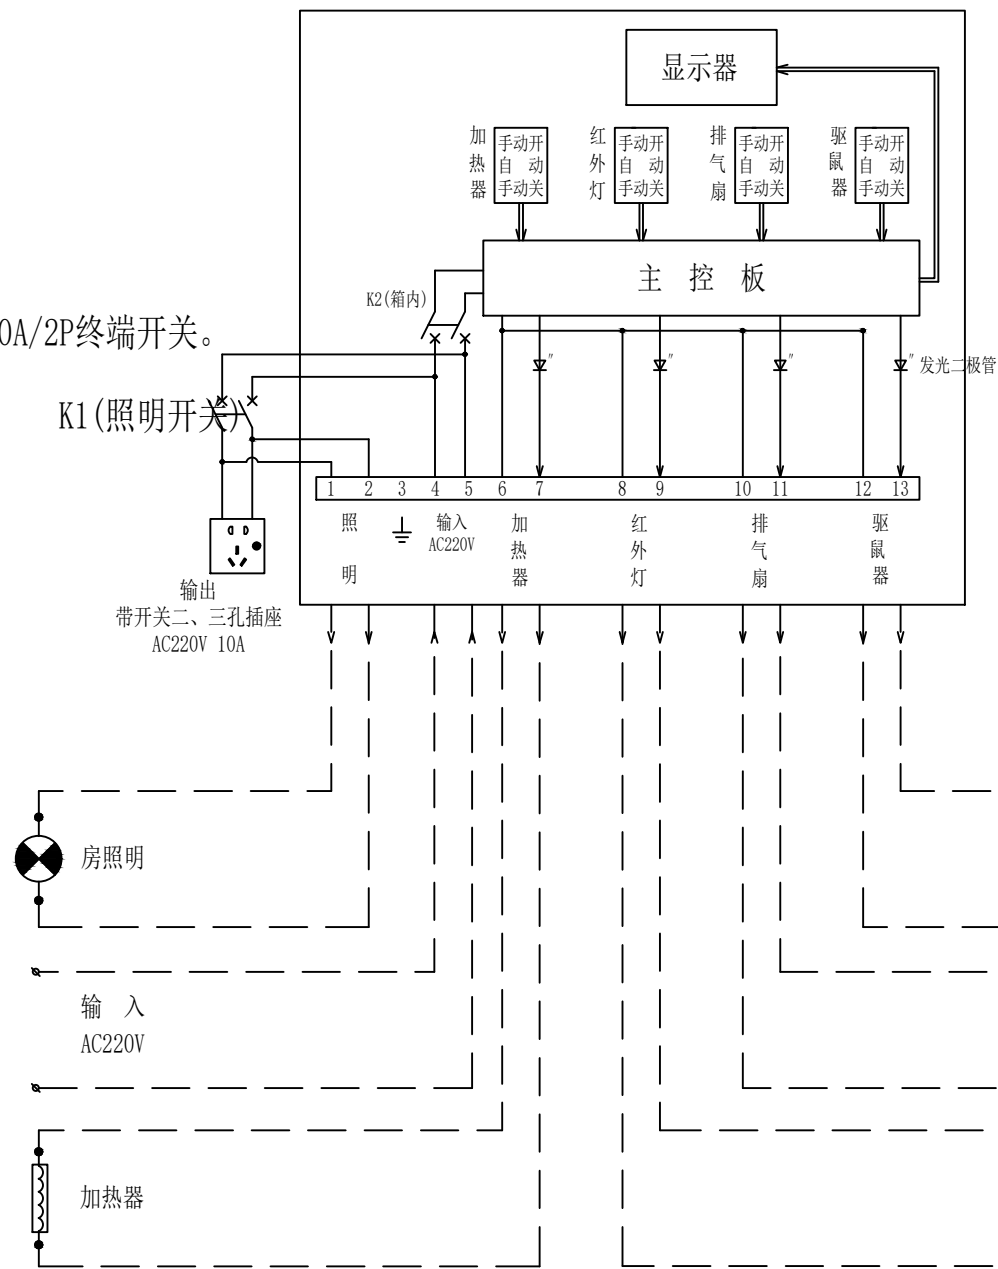 显示器
加热器
手动开
自 动
手动关
红外灯
手动开
自 动
手动关
排气扇
手动开
自 动
手动关
驱鼠器
手动开
自 动
手动关
主 控 板
K2(箱内)
0A/2P终端开关。
发光二极管
K1(照明开关)
1 2 3 4 5 6 7 8 9 10 11 12 13
照明
输入
AC220V
加热器
红外灯
排气扇
驱鼠器
输出
带开关二、三孔插座
AC220V 10A
房照明
输 入
AC220V
加热器